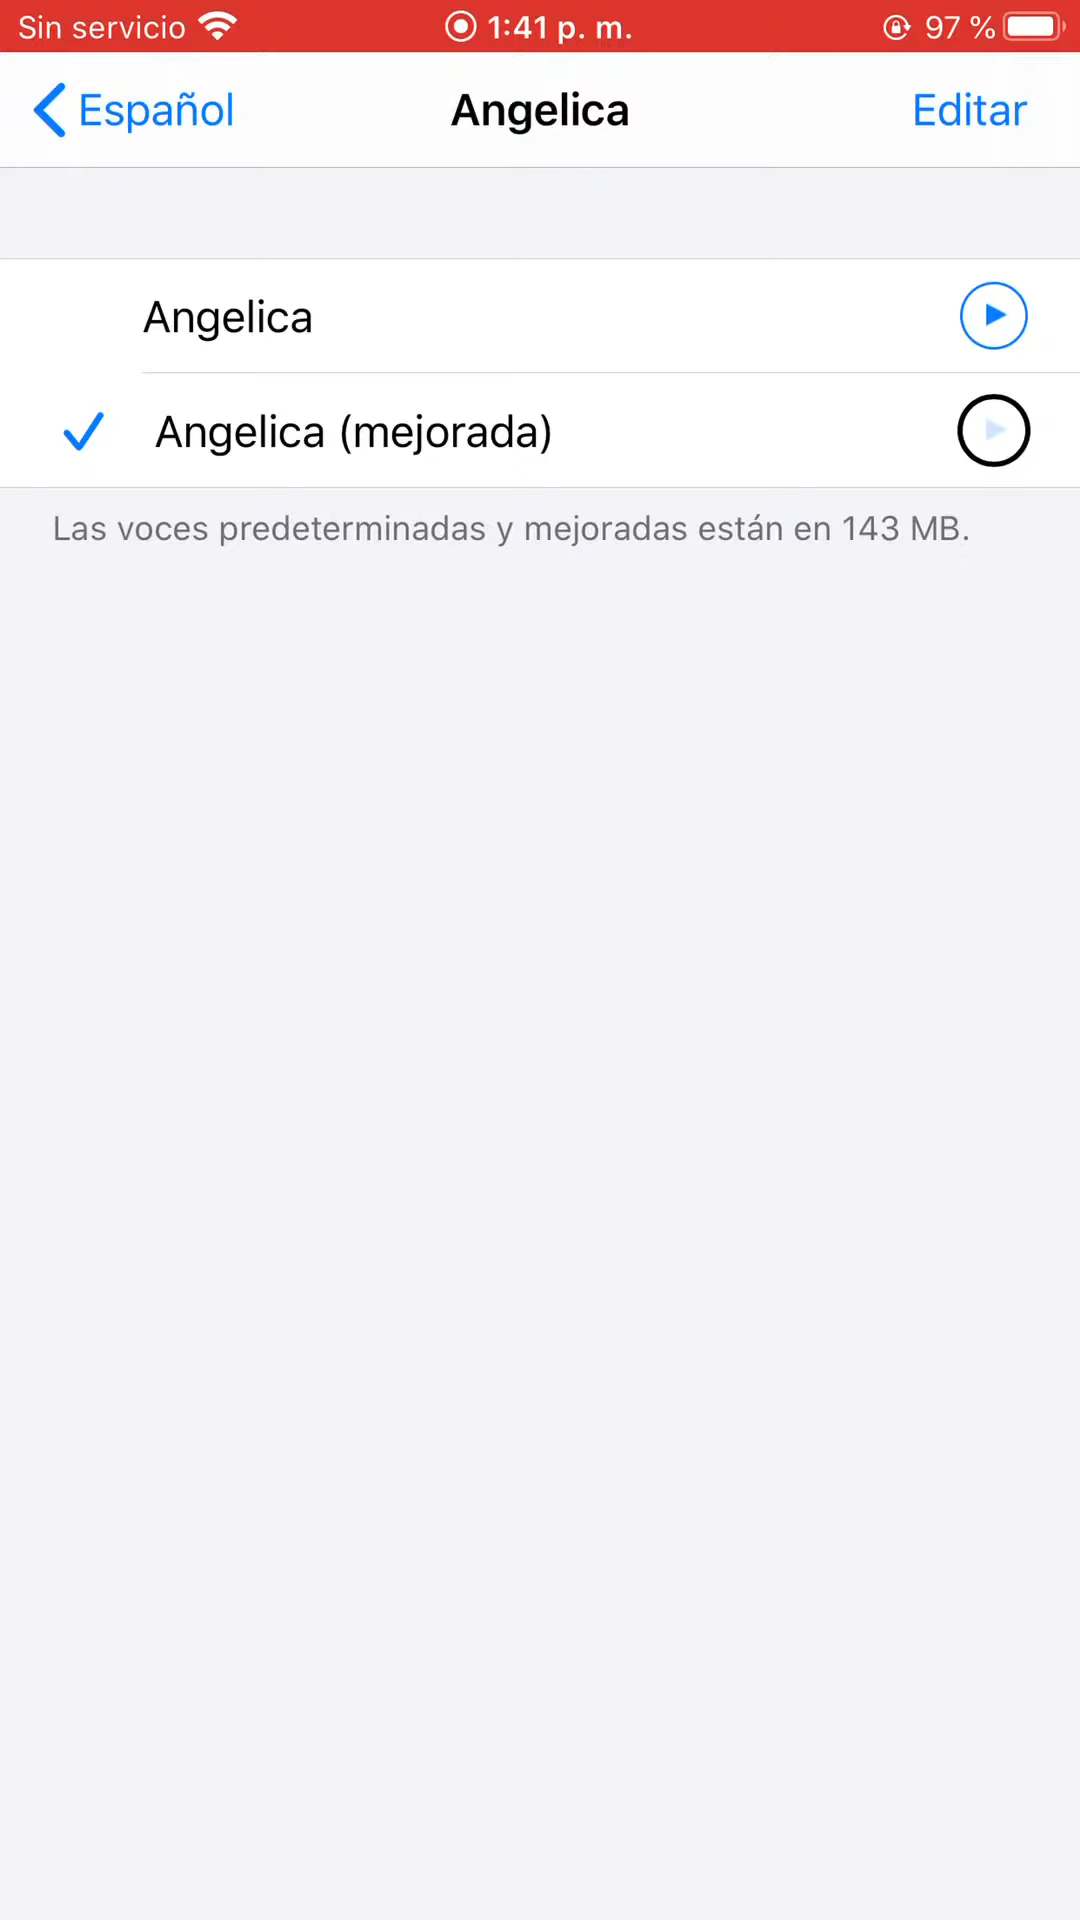 Sin servicio 1:41 p. m. 97 %
Español Angelica Editar
Angelica
Angelica (mejorada)
Las voces predeterminadas y mejoradas están en 143 MB.